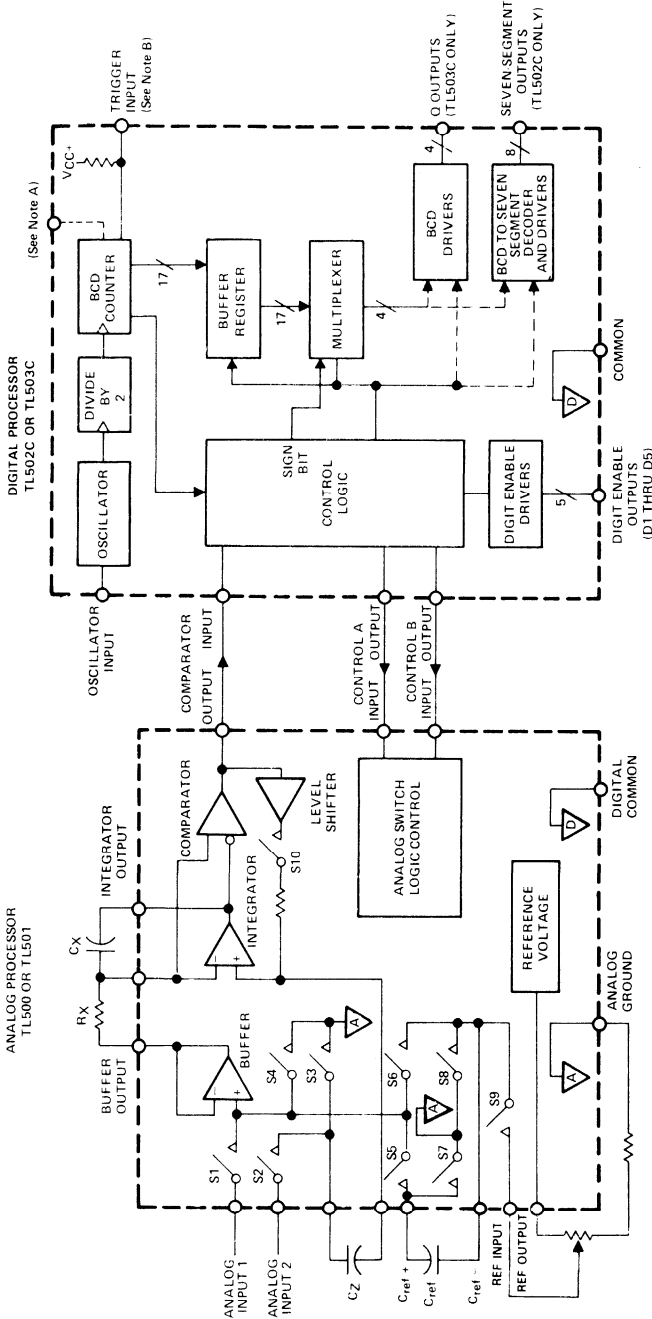 ANALOG PROCESSOR
TL500 OR TL501
DIGITAL PROCESSOR
TL502C OR TL503C
(See Note A)
BUFFER
OUTPUT
RX
CX
INTEGRATOR
OUTPUT
OSCILLATOR
INPUT
OSCILLATOR
DIVIDE
BY
2
BCD
COUNTER
VCC+
TRIGGER
INPUT
(See Note B)
ANALOG
INPUT 1
ANALOG
INPUT 2
S1
S2
BUFFER
–
+
INTEGRATOR
–
+
COMPARATOR
LEVEL
SHIFTER
S10
COMPARATOR
OUTPUT
INPUT
17
BUFFER
REGISTER
17
MULTIPLEXER
4
SIGN
BIT
CONTROL
LOGIC
S4
S3
A
CZ
Cref +
Cref
Cref –
S5
S6
A
S7
S8
S9
ANALOG SWITCH
LOGIC CONTROL
CONTROL A
INPUT
OUTPUT
CONTROL B
INPUT
OUTPUT
BCD
DRIVERS
4
Q OUTPUTS
(TL503C ONLY)
BCD TO SEVEN
SEGMENT
DECODER
AND DRIVERS
8
SEVEN-SEGMENT
OUTPUTS
(TL502C ONLY)
DIGIT ENABLE
DRIVERS
5
REF INPUT
REF OUTPUT
REFERENCE
VOLTAGE
A
ANALOG
GROUND
D
DIGITAL
COMMON
DIGIT ENABLE
OUTPUTS
(D1 THRU D5)
D
COMMON